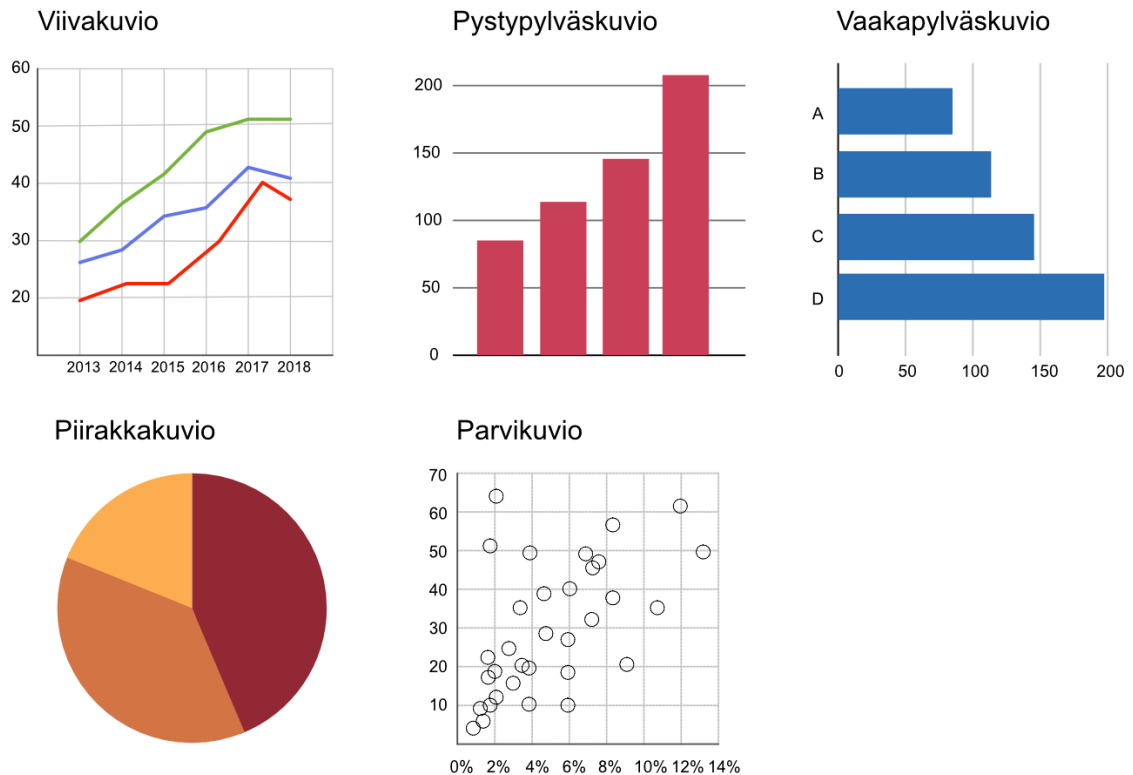 Viivakuvio
60
50
40
30
20
2013 2014 2015 2016 2017 2018
Pystypylväskuvio
200
150
100
50
0
Vaakapylväskuvio
A
B
C
D
0 50 100 150 200
Piirakkakuvio
Parvikuvio
70
60
50
40
30
20
10
0% 2% 4% 6% 8% 10% 12% 14%